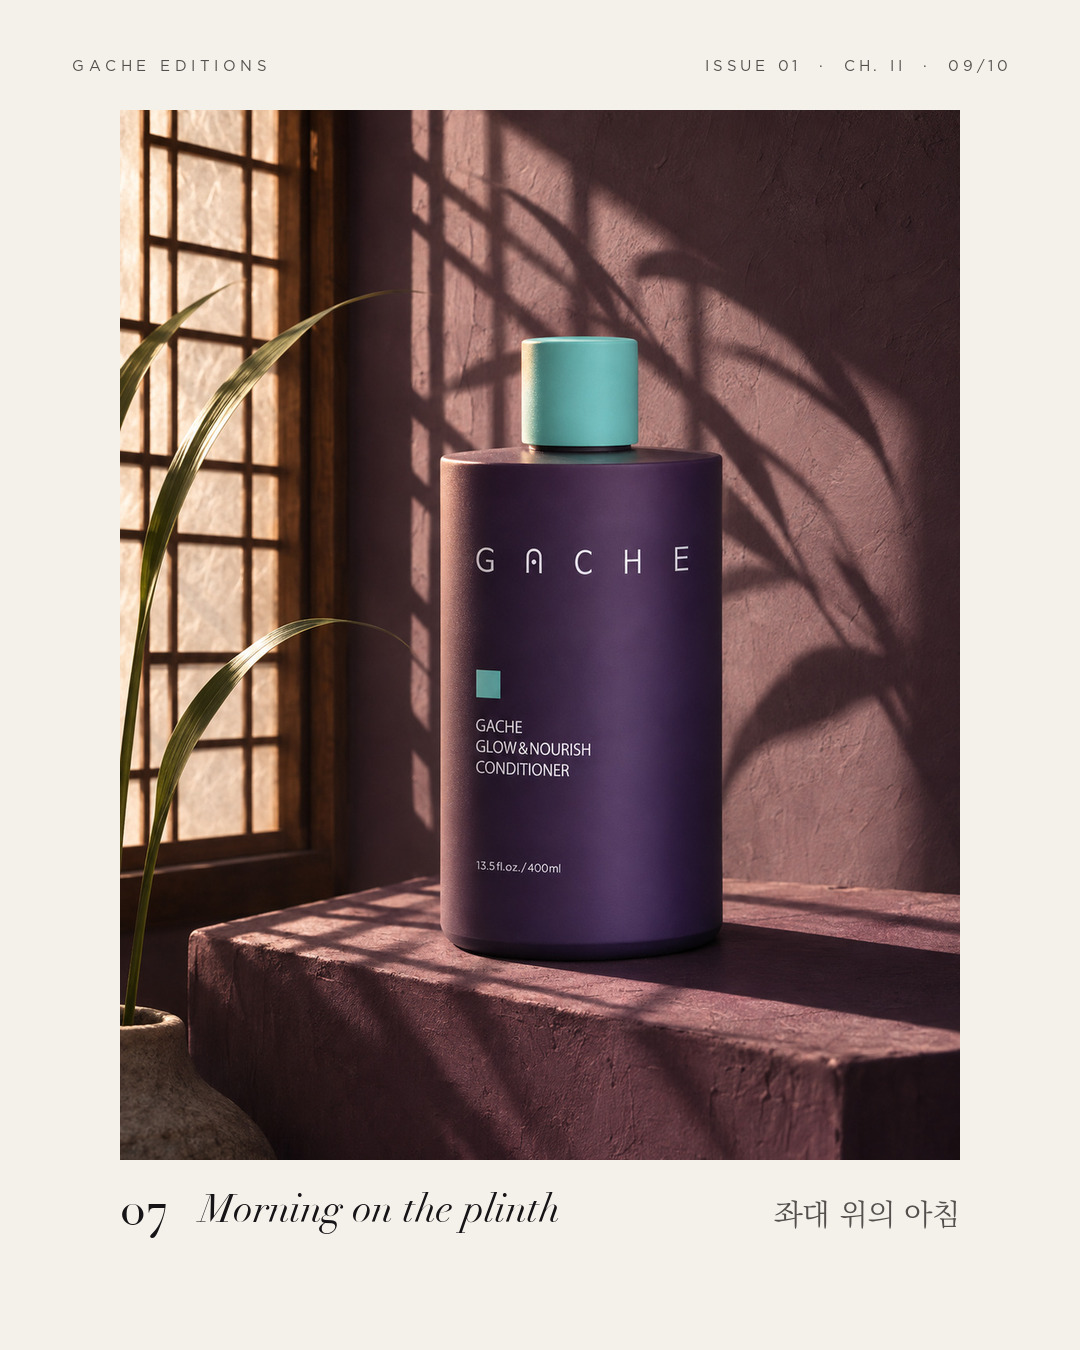 GACHE EDITIONS
ISSUE 01 · CH. II · 09/10
GACHE
GACHE
GLOW & NOURISH
CONDITIONER
13.5 fl.oz. / 400ml
07 Morning on the plinth
좌대 위의 아침